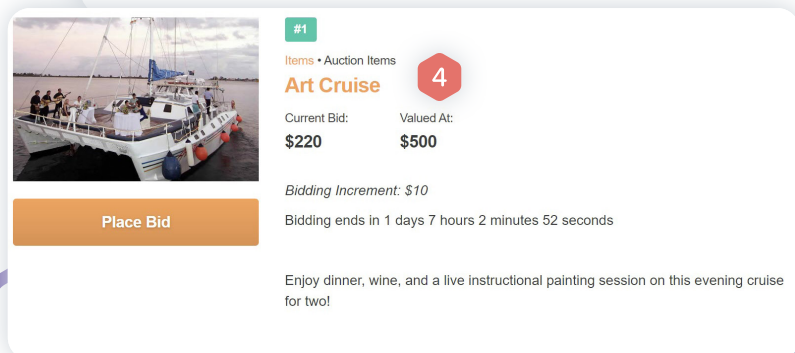 #1
Items • Auction Items
4
Art Cruise
Current Bid: Valued At:
$220 $500
Bidding Increment: $10
Place Bid
Bidding ends in 1 days 7 hours 2 minutes 52 seconds
Enjoy dinner, wine, and a live instructional painting session on this evening cruise
for two!